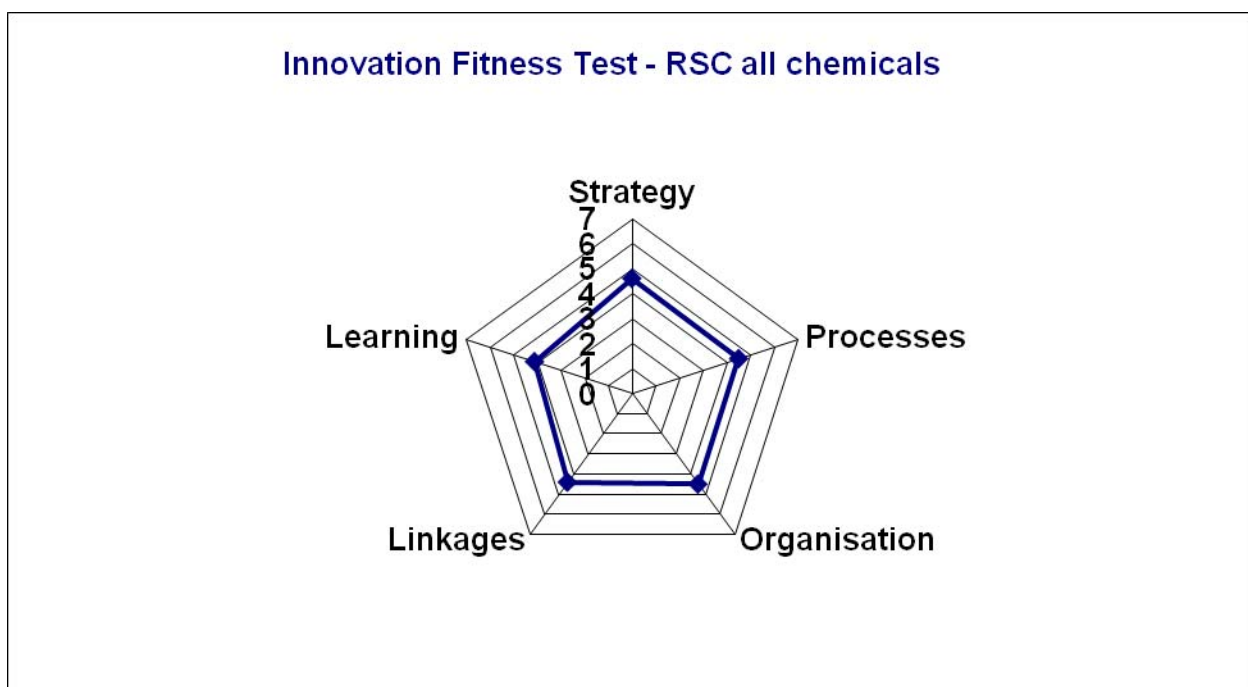 Innovation Fitness Test - RSC all chemicals
Strategy
7
6
5
4
3
2
1
0
Learning
Processes
Linkages
Organisation